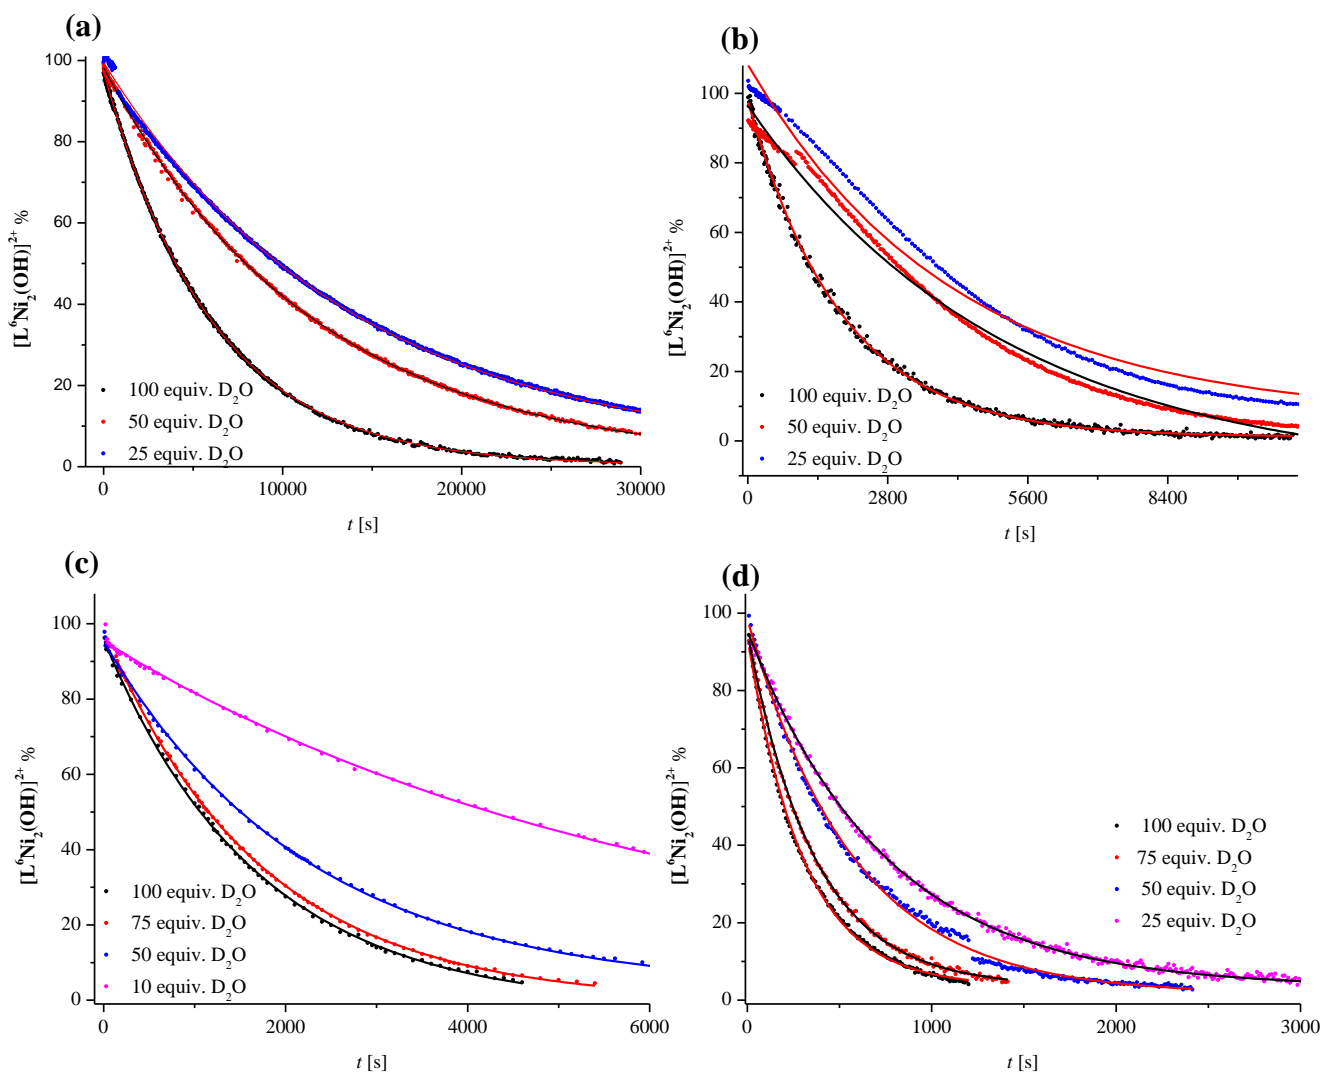 (a)
[L⁶Ni₂(OH)]²⁺ %
100
80
60
40
20
0
100 equiv. D₂O
50 equiv. D₂O
25 equiv. D₂O
0 10000 20000 30000
t [s]
(b)
[L⁶Ni₂(OH)]²⁺ %
100
80
60
40
20
0
100 equiv. D₂O
50 equiv. D₂O
25 equiv. D₂O
0 2800 5600 8400
t [s]
(c)
[L⁶Ni₂(OH)]²⁺ %
100
80
60
40
20
0
100 equiv. D₂O
75 equiv. D₂O
50 equiv. D₂O
10 equiv. D₂O
0 2000 4000 6000
t [s]
(d)
[L⁶Ni₂(OH)]²⁺ %
100
80
60
40
20
0
100 equiv. D₂O
75 equiv. D₂O
50 equiv. D₂O
25 equiv. D₂O
0 1000 2000 3000
t [s]